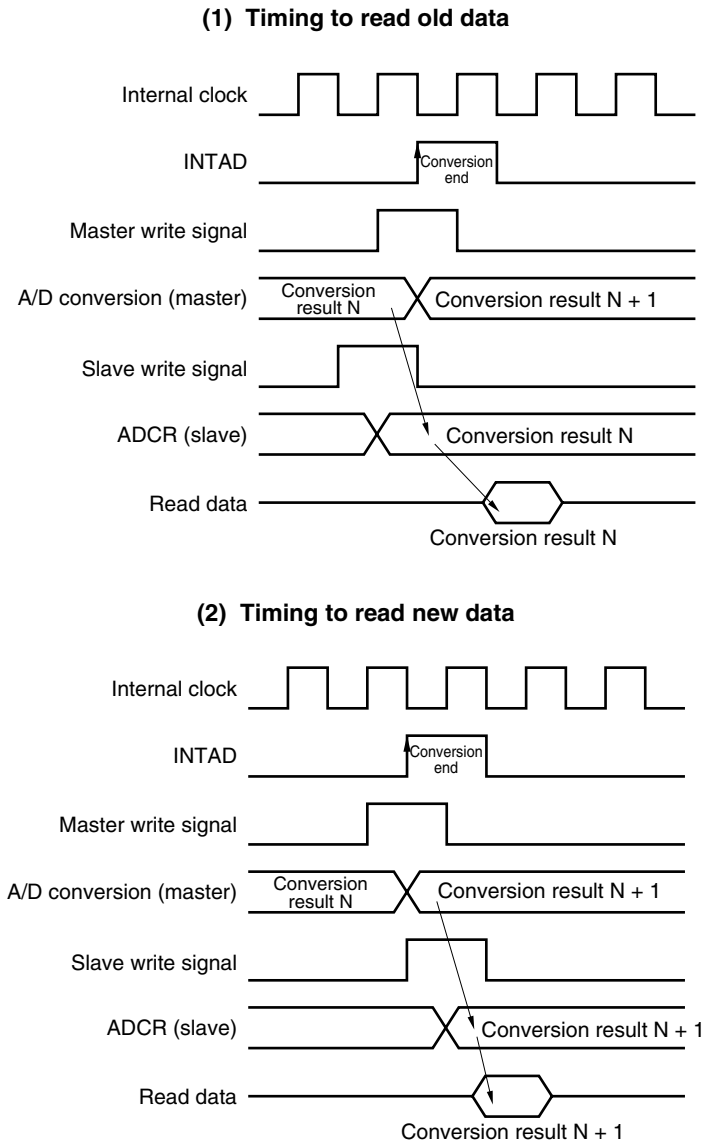 (1) Timing to read old data
Internal clock
INTAD
Conversion
end
Master write signal
A/D conversion (master)
Conversion
result N
Conversion result N + 1
Slave write signal
ADCR (slave)
Conversion result N
Read data
Conversion result N
(2) Timing to read new data
Internal clock
INTAD
Conversion
end
Master write signal
A/D conversion (master)
Conversion
result N
Conversion result N + 1
Slave write signal
ADCR (slave)
Conversion result N + 1
Read data
Conversion result N + 1